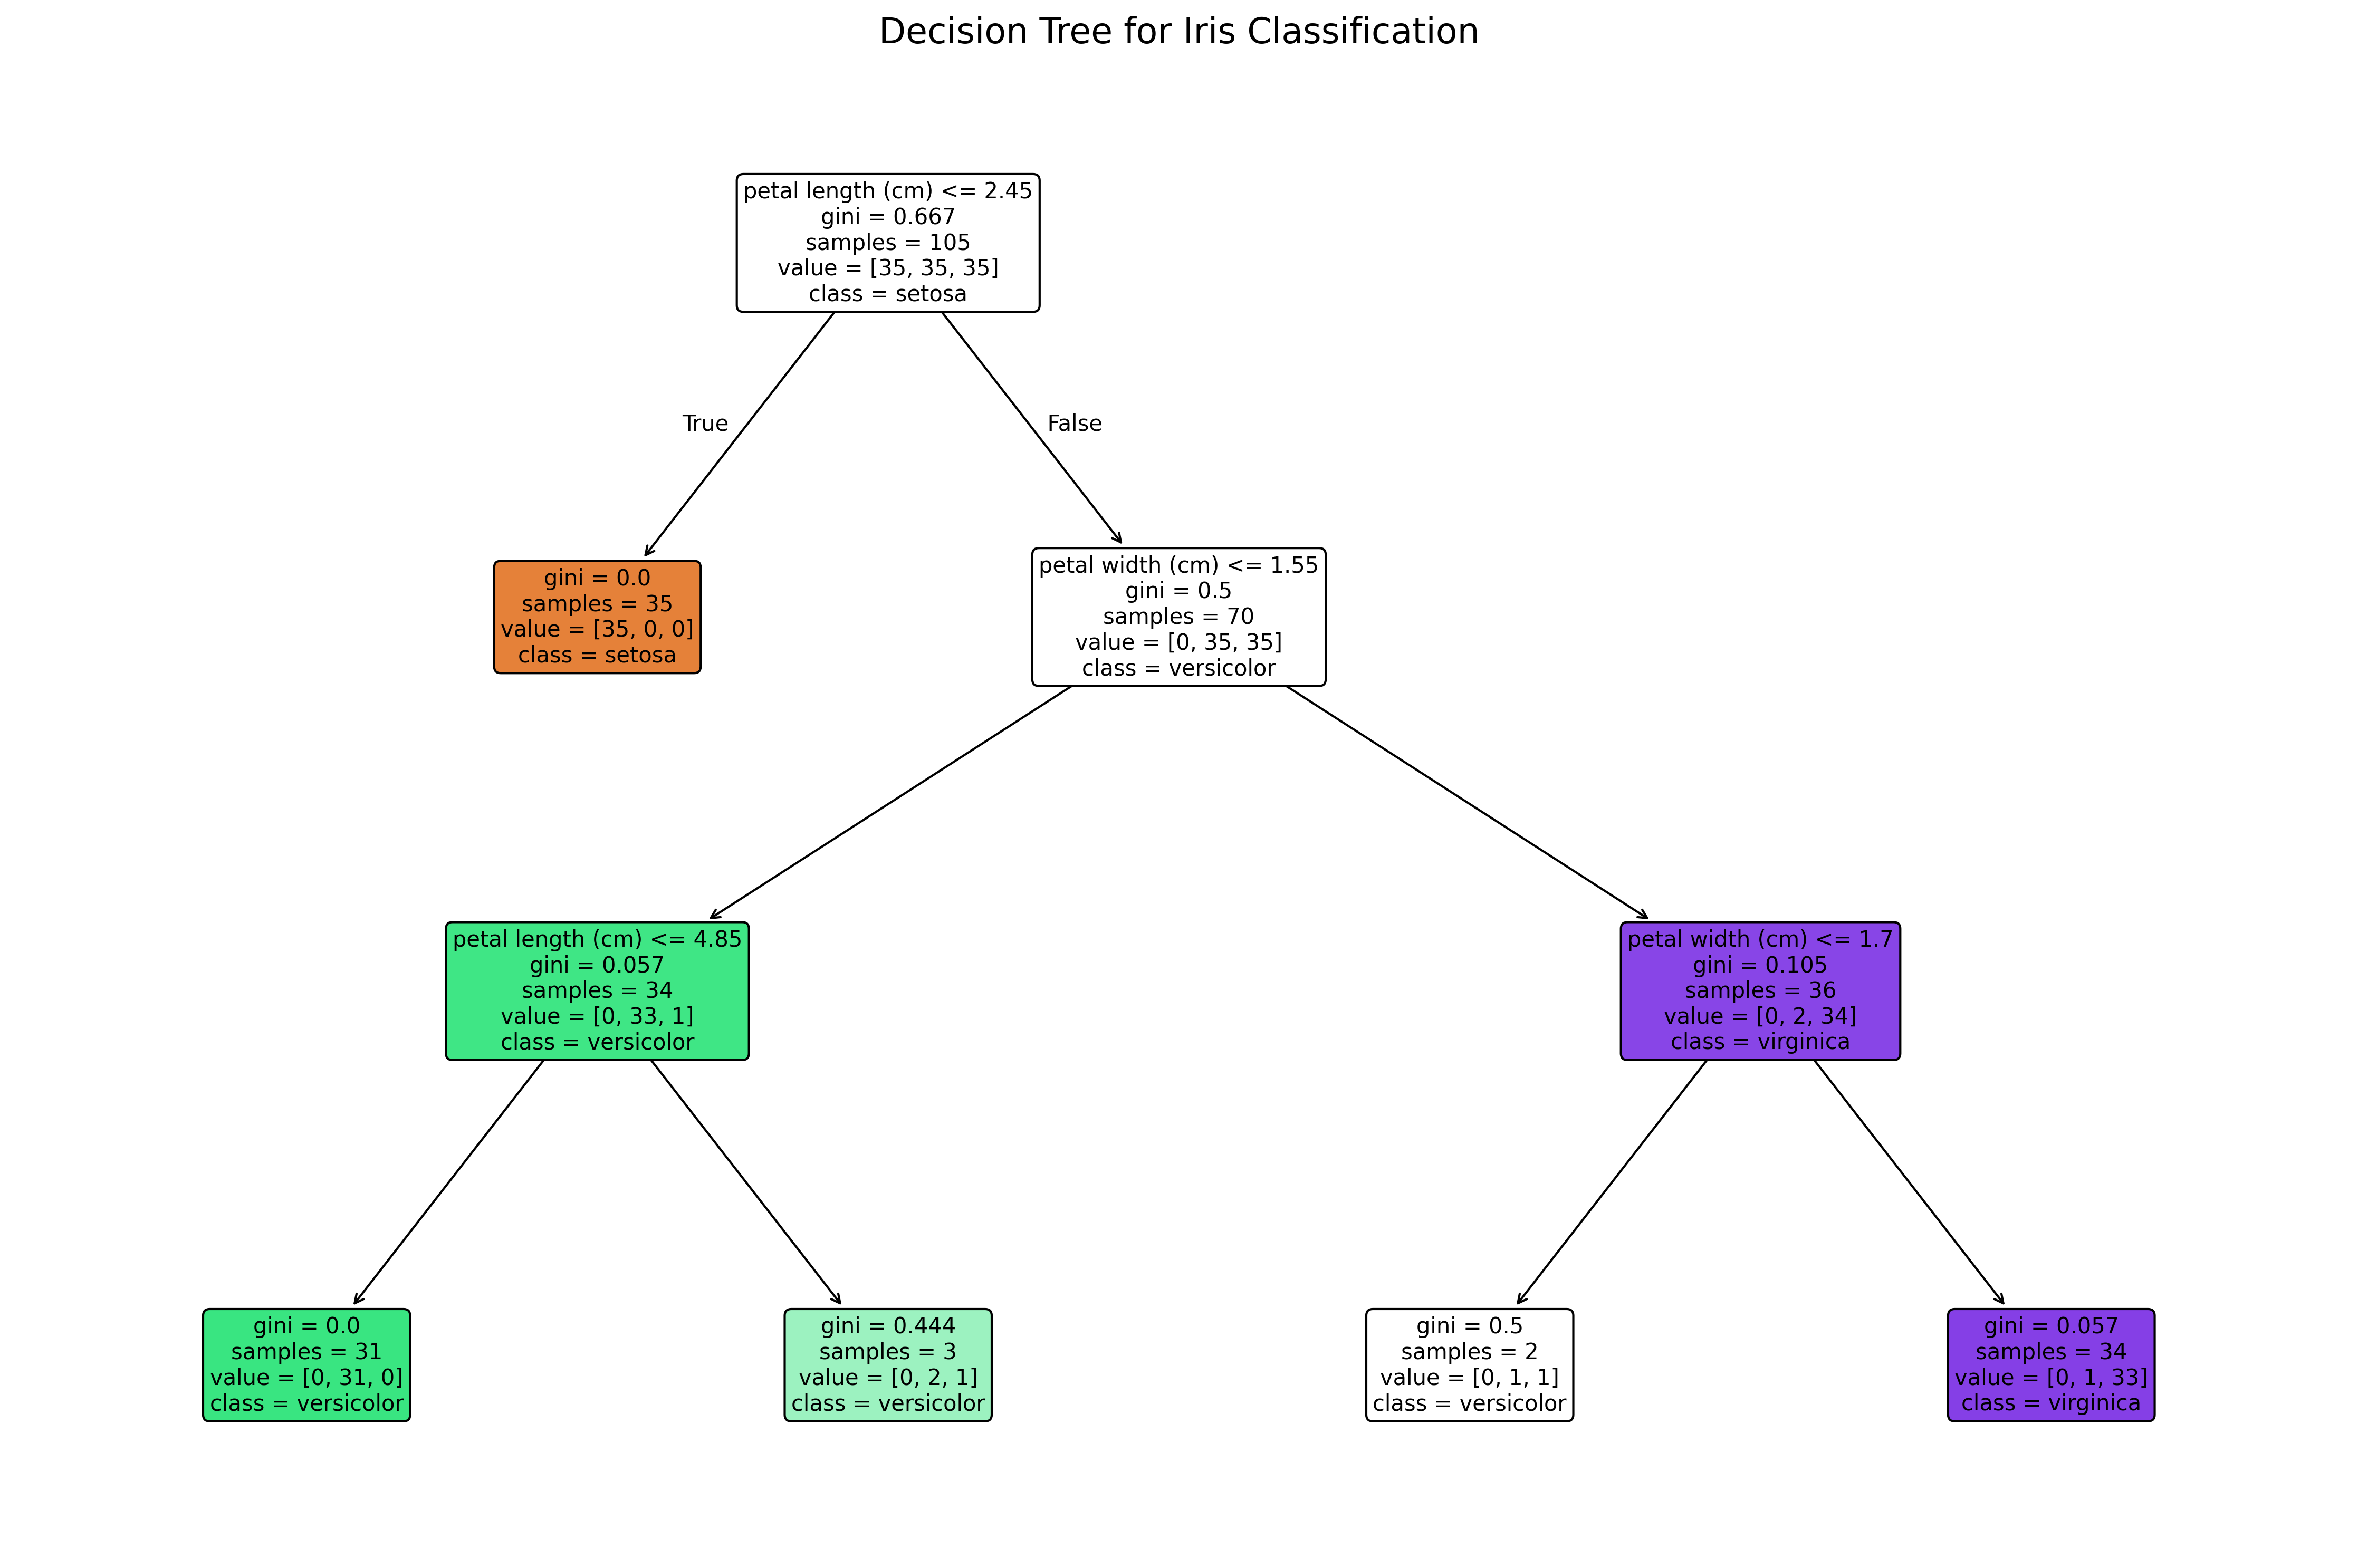 Decision Tree for Iris Classification
petal length (cm) <= 2.45
gini = 0.667
samples = 105
value = [35, 35, 35]
class = setosa
True
False
gini = 0.0
samples = 35
value = [35, 0, 0]
class = setosa
petal width (cm) <= 1.55
gini = 0.5
samples = 70
value = [0, 35, 35]
class = versicolor
petal length (cm) <= 4.85
gini = 0.057
samples = 34
value = [0, 33, 1]
class = versicolor
petal width (cm) <= 1.7
gini = 0.105
samples = 36
value = [0, 2, 34]
class = virginica
gini = 0.0
samples = 31
value = [0, 31, 0]
class = versicolor
gini = 0.444
samples = 3
value = [0, 2, 1]
class = versicolor
gini = 0.5
samples = 2
value = [0, 1, 1]
class = versicolor
gini = 0.057
samples = 34
value = [0, 1, 33]
class = virginica